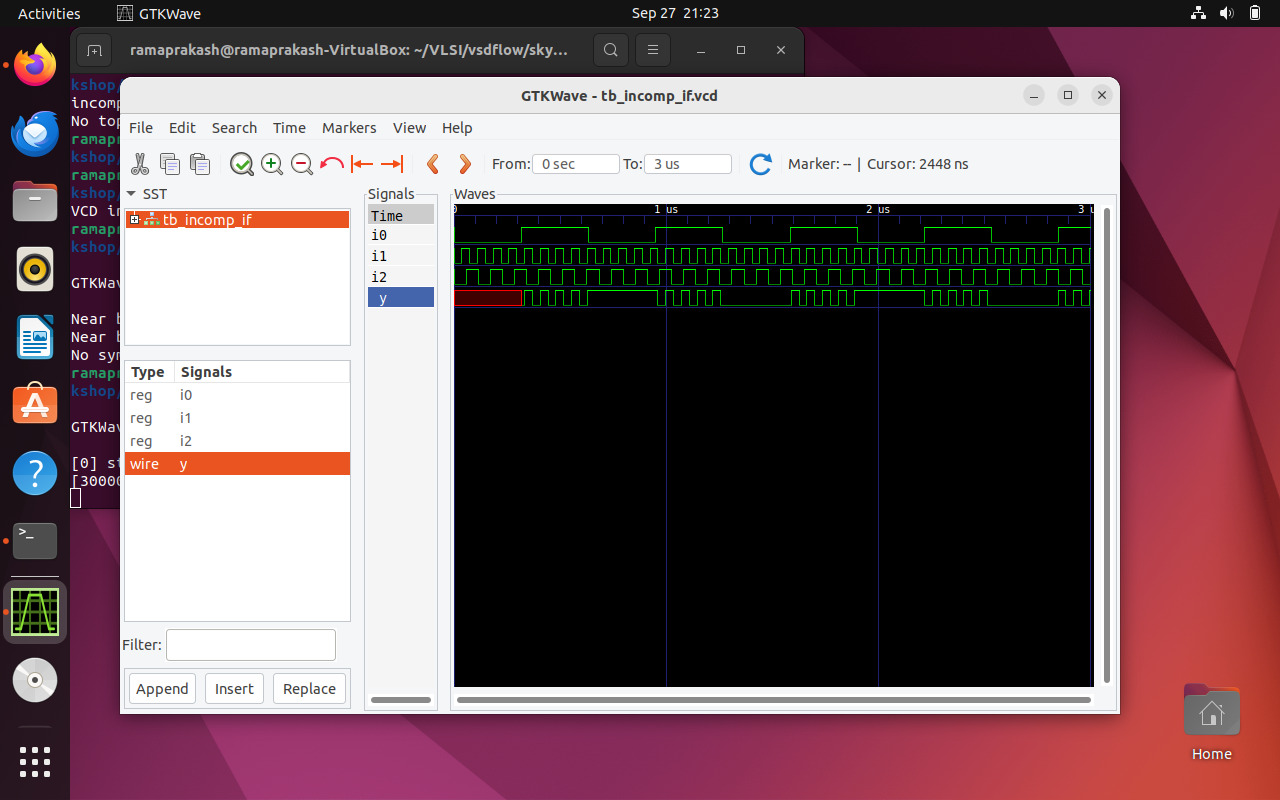 Activities GTKWave Sep 27 21:23
ramaprakash@ramaprakash-VirtualBox: ~/VLSI/vsdflow/sky...
GTKWave - tb_incomp_if.vcd
File Edit Search Time Markers View Help
From: 0 sec To: 3 us Marker: -- | Cursor: 2448 ns
SST
tb_incomp_if
Type Signals
reg i0
reg i1
reg i2
wire y
Filter:
Append Insert Replace
Signals
Time
i0
i1
i2
y
Waves
0 1 us 2 us 3 u
kshop/
incomp
No top
ramapr
kshop/
ramapr
kshop/
VCD in
ramapr
kshop/
GTKWav
Near b
Near b
No sym
ramapr
kshop/
GTKWav
[0] st
[30000
Home